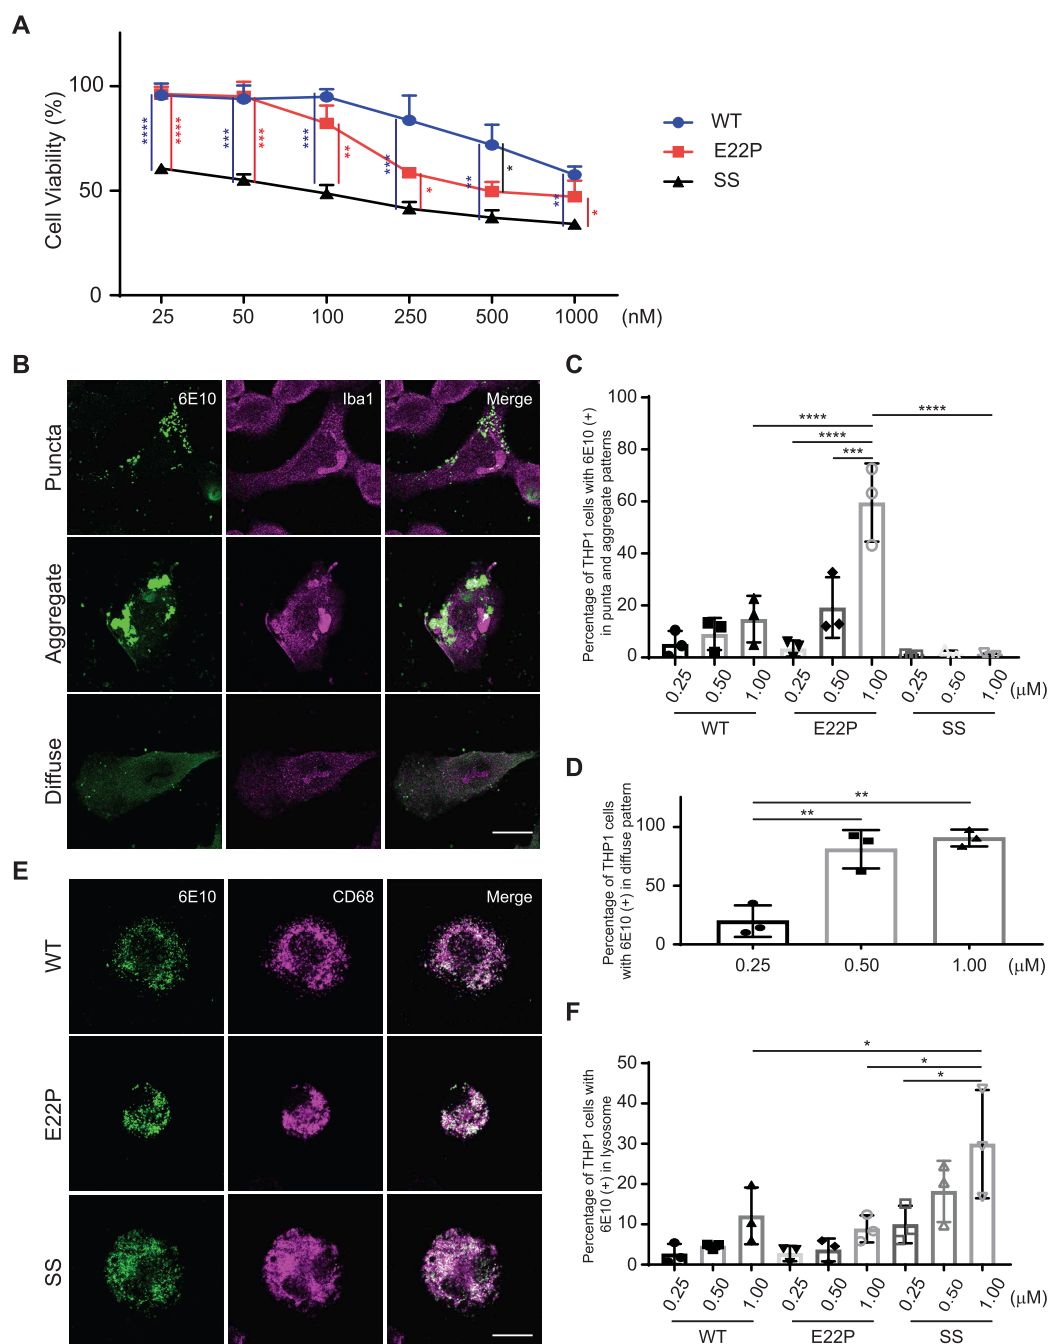 A
Cell Viability (%)
100
50
0
25 50 100 250 500 1000 (nM)
**** **** *** *** *** ** *** * ** * ** *
WT
E22P
SS
B
6E10 Iba1 Merge
Puncta
Aggregate
Diffuse
C
Percentage of THP1 cells with 6E10 (+)
in punta and aggregate patterns
100
80
60
40
20
0
**** ****
****
***
0.25 0.50 1.00 0.25 0.50 1.00 0.25 0.50 1.00 (μM)
WT E22P SS
D
Percentage of THP1 cells
with 6E10 (+) in diffuse pattern
100
50
0
**
**
0.25 0.50 1.00 (μM)
E
6E10 CD68 Merge
WT
E22P
SS
F
Percentage of THP1 cells with
6E10 (+) in lysosome
50
40
30
20
10
0
*
*
*
0.25 0.50 1.00 0.25 0.50 1.00 0.25 0.50 1.00 (μM)
WT E22P SS